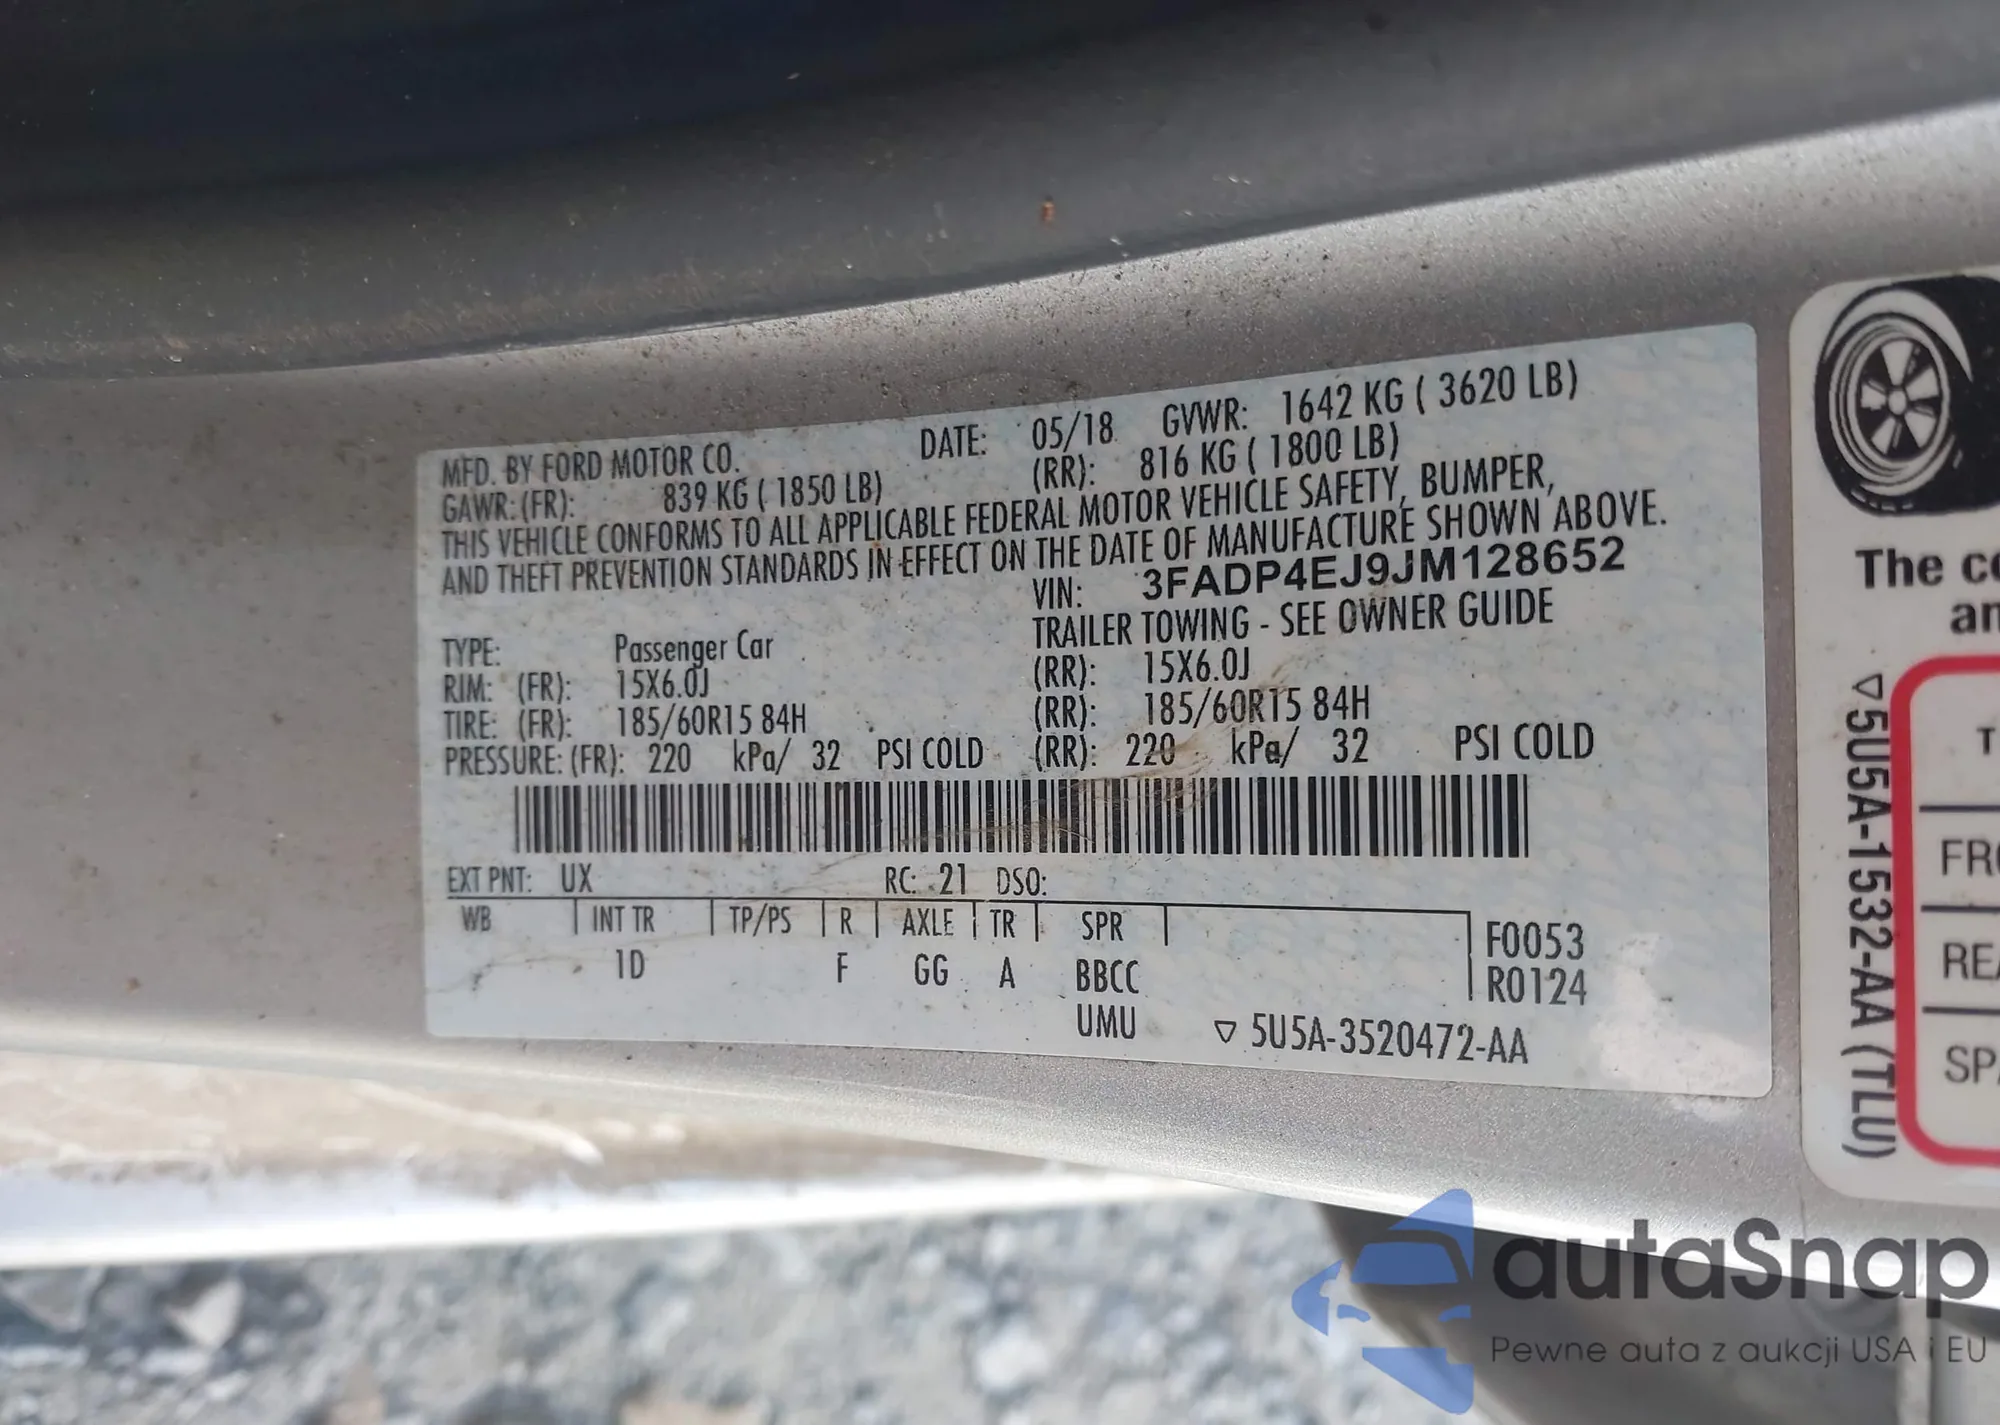 MFD. BY FORD MOTOR CO. DATE: 05/18 GVWR: 1642 KG ( 3620 LB)
GAWR: (FR): 839 KG ( 1850 LB) (RR): 816 KG ( 1800 LB)
THIS VEHICLE CONFORMS TO ALL APPLICABLE FEDERAL MOTOR VEHICLE SAFETY, BUMPER,
AND THEFT PREVENTION STANDARDS IN EFFECT ON THE DATE OF MANUFACTURE SHOWN ABOVE.
VIN: 3FADP4EJ9JM128652
TYPE: Passenger Car TRAILER TOWING - SEE OWNER GUIDE
RIM: (FR): 15X6.0J (RR): 15X6.0J
TIRE: (FR): 185/60R15 84H (RR): 185/60R15 84H
PRESSURE: (FR): 220 kPa/ 32 PSI COLD (RR): 220 kPa/ 32 PSI COLD
EXT PNT: UX RC: 21 DSO:
WB INT TR TP/PS R AXLE TR SPR F0053
1D F GG A BBCC R0124
UMU ▽ 5U5A-3520472-AA
The
▽5U5A-1532-AA (TLU)
autaSnap
Pewne auta z aukcji USA i EU